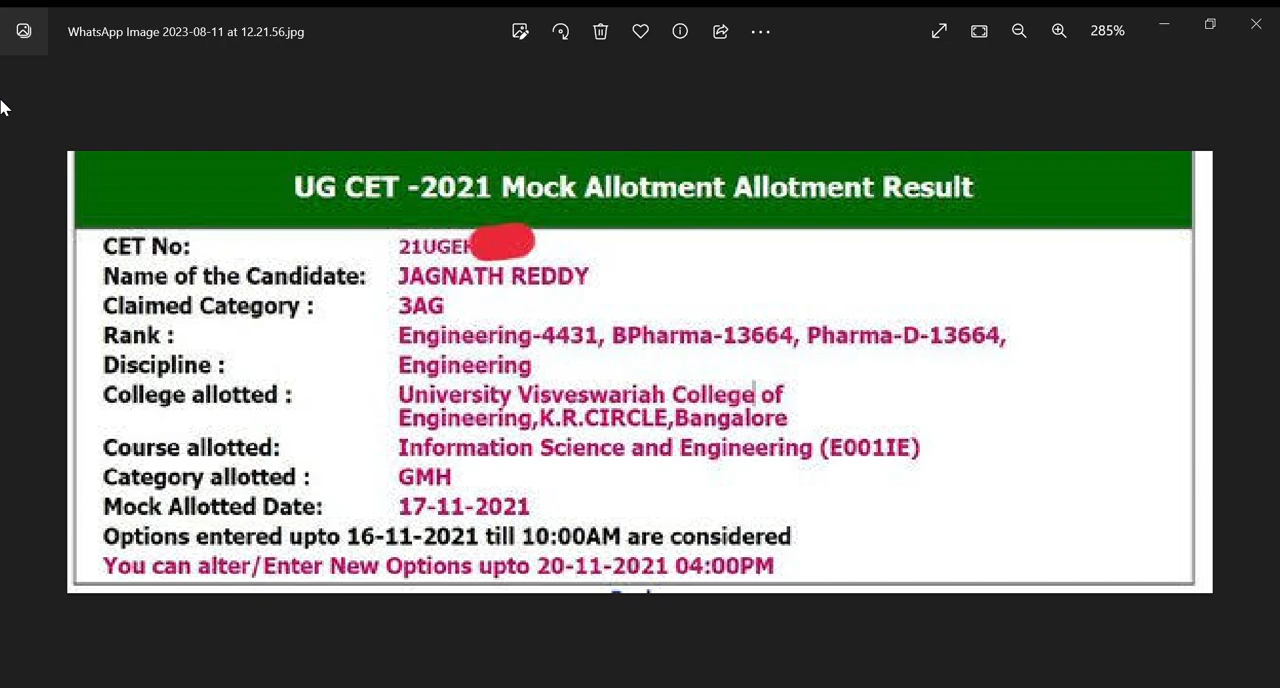 WhatsApp Image 2023-08-11 at 12.21.56.jpg
285%
UG CET -2021 Mock Allotment Allotment Result
CET No: 21UGE
Name of the Candidate: JAGNATH REDDY
Claimed Category : 3AG
Rank : Engineering-4431, BPharma-13664, Pharma-D-13664,
Discipline : Engineering
College allotted : University Visveswariah College of
Engineering,K.R.CIRCLE,Bangalore
Course allotted: Information Science and Engineering (E001IE)
Category allotted : GMH
Mock Allotted Date: 17-11-2021
Options entered upto 16-11-2021 till 10:00AM are considered
You can alter/Enter New Options upto 20-11-2021 04:00PM